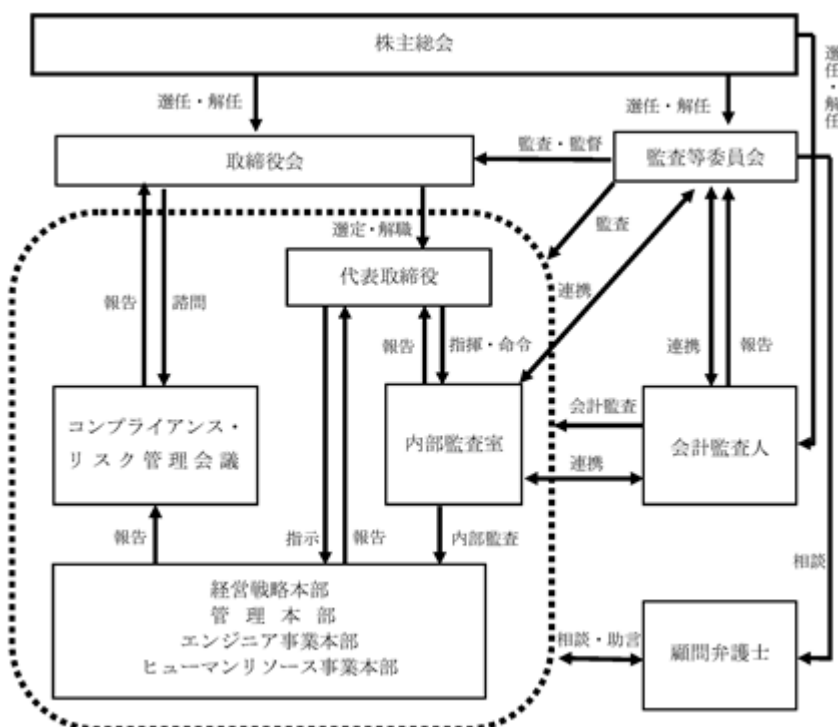 株主総会
選任・解任
選任・解任
選任・解任
取締役会
監査・監督
監査等委員会
選定・解職
監査
代表取締役
報告
諮問
連携
報告
指揮・命令
連携
報告
コンプライアンス・
リスク管理会議
内部監査室
会計監査
会計監査人
連携
報告
指示
報告
内部監査
相談
経営戦略本部
管理本部
エンジニア事業本部
ヒューマンリソース事業本部
相談・助言
顧問弁護士